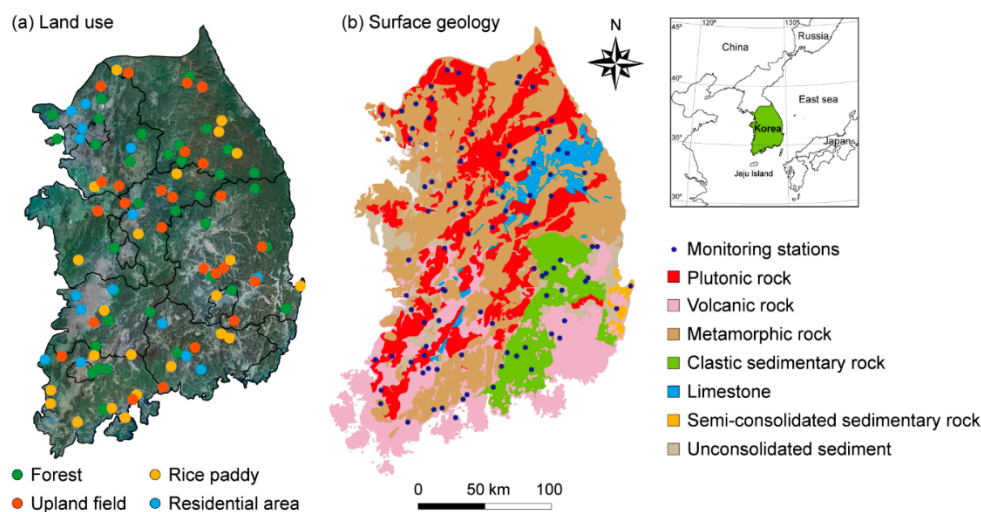 (a) Land use
(b) Surface geology
N
45°
120°
130°
Russia
China
40°
East sea
Korea
35°
Japan
Jeju Island
30°
Monitoring stations
Plutonic rock
Volcanic rock
Metamorphic rock
Clastic sedimentary rock
Limestone
Semi-consolidated sedimentary rock
Unconsolidated sediment
Forest
Rice paddy
Upland field
Residential area
0 50 km 100